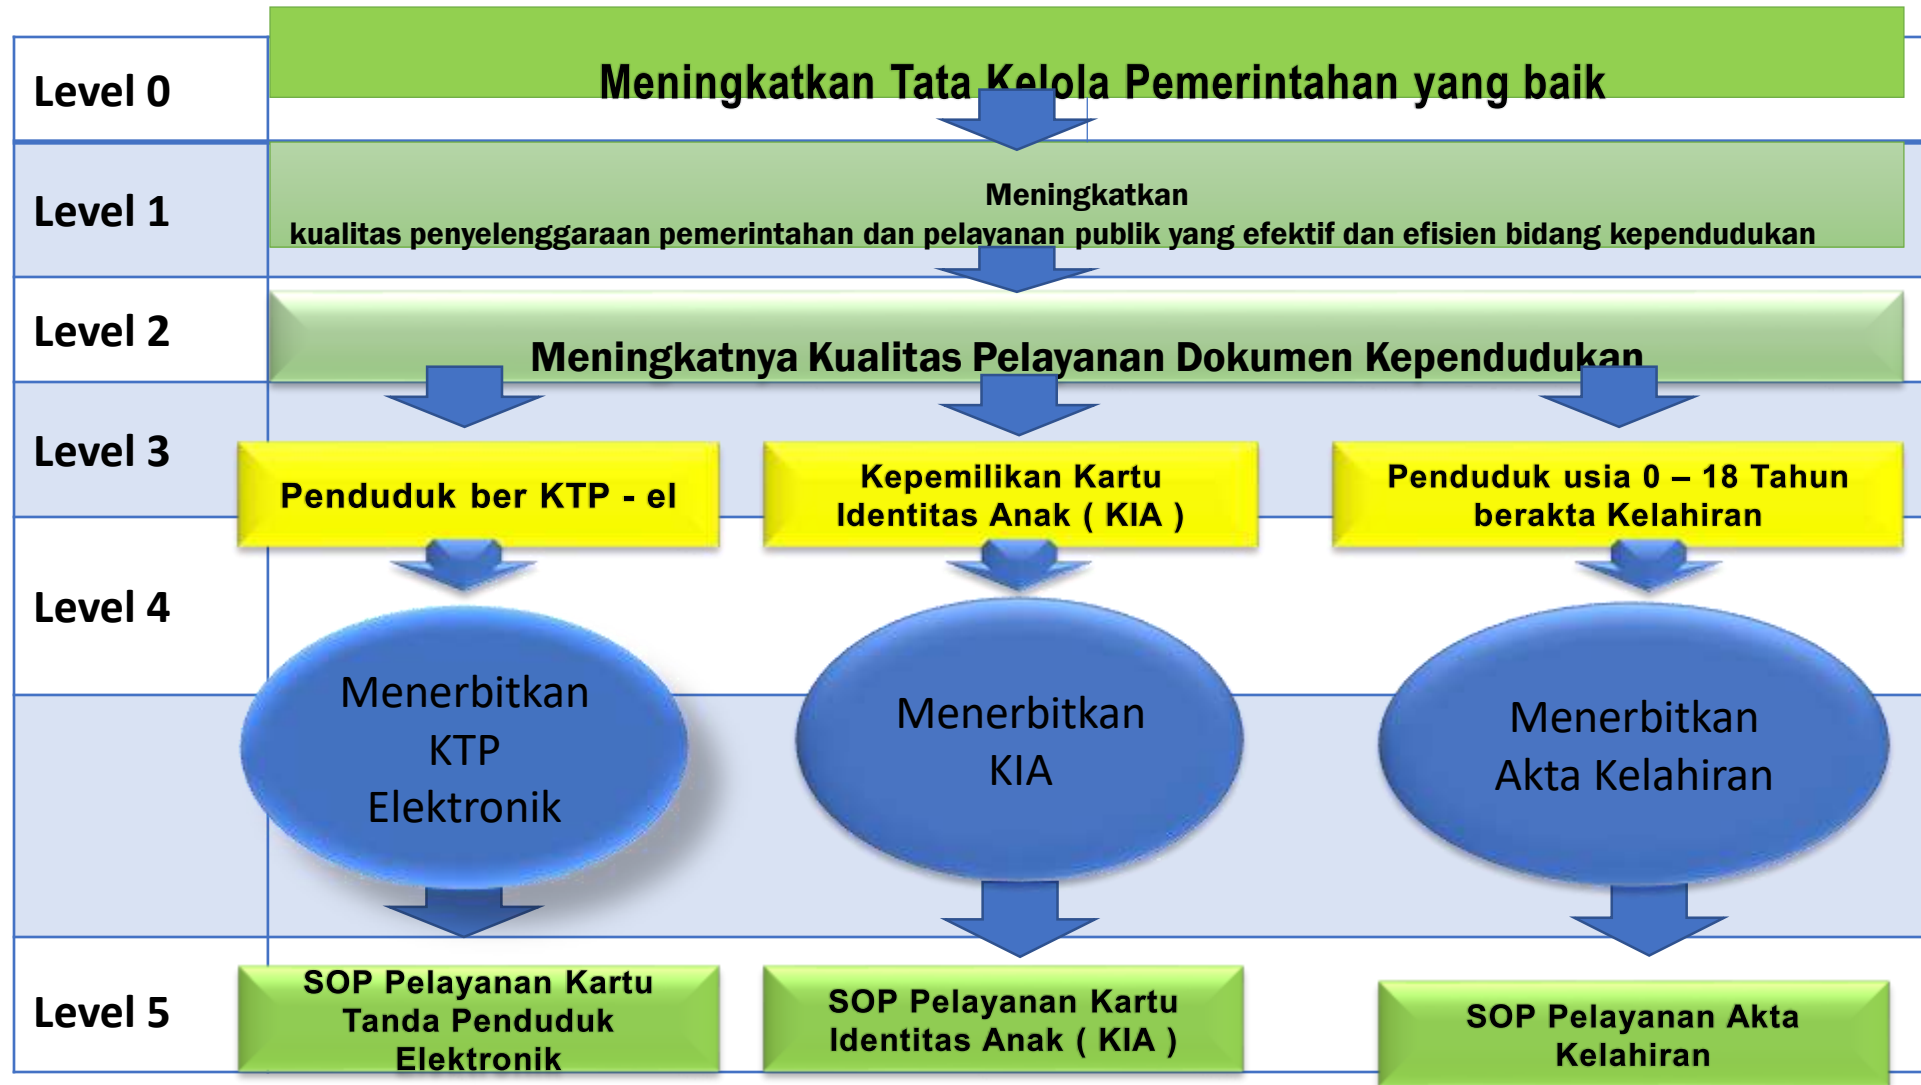 Level 0
Meningkatkan Tata Kelola Pemerintahan yang baik
Level 1
Meningkatkan
kualitas penyelenggaraan pemerintahan dan pelayanan publik yang efektif dan efisien bidang kependudukan
Level 2
Meningkatnya Kualitas Pelayanan Dokumen Kependudukan
Level 3
Penduduk ber KTP - el
Kepemilikan Kartu
Identitas Anak ( KIA )
Penduduk usia 0 – 18 Tahun
berakta Kelahiran
Level 4
Menerbitkan
KTP
Elektronik
Menerbitkan
KIA
Menerbitkan
Akta Kelahiran
Level 5
SOP Pelayanan Kartu
Tanda Penduduk
Elektronik
SOP Pelayanan Kartu
Identitas Anak ( KIA )
SOP Pelayanan Akta
Kelahiran